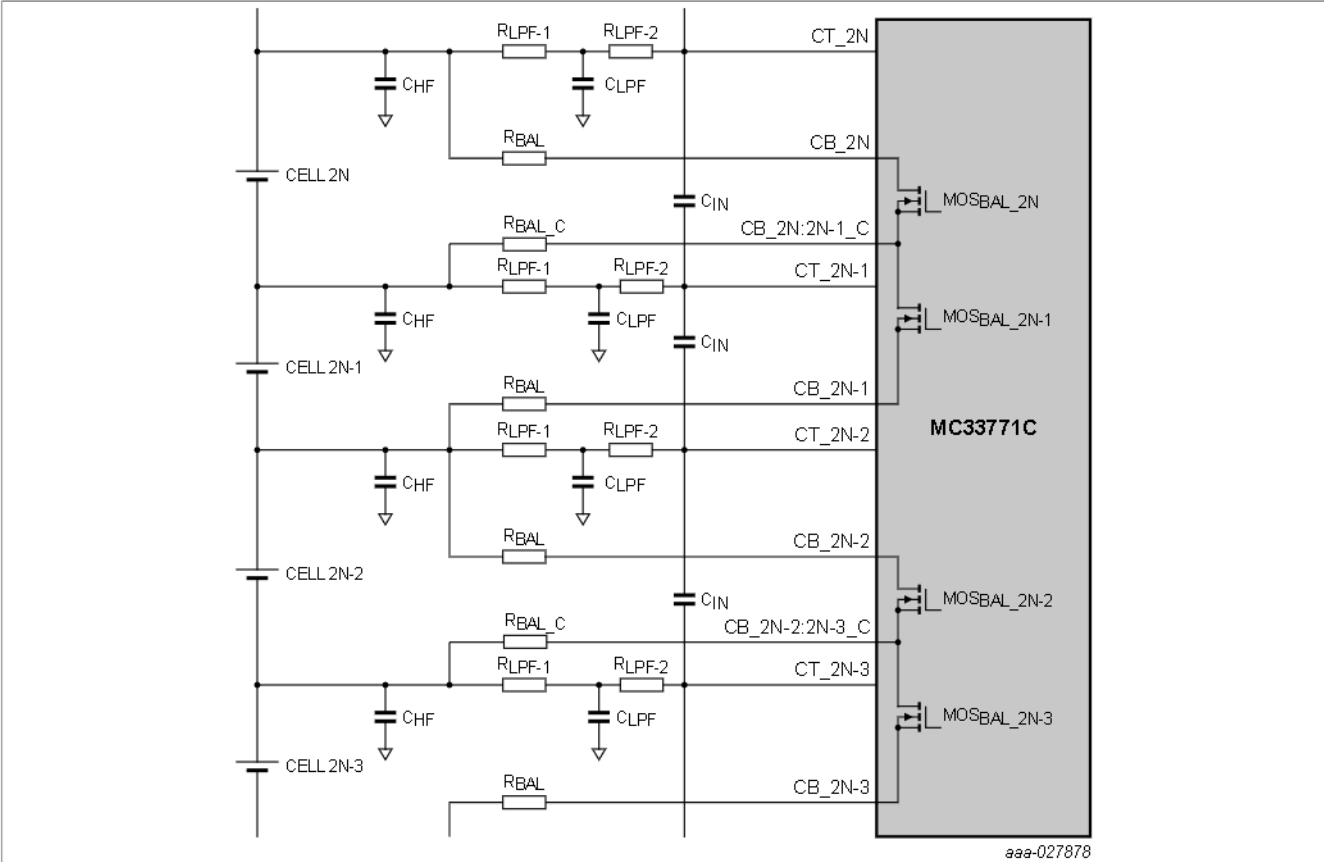 RLPF-1 RLPF-2 CT_2N
CHF CLPF
RBAL CB_2N
CELL 2N
CIN MOSBAL_2N
RBAL_C CB_2N:2N-1_C
RLPF-1 RLPF-2 CT_2N-1
CHF CLPF MOSBAL_2N-1
CIN
CELL 2N-1
RBAL CB_2N-1
RLPF-1 RLPF-2 CT_2N-2 MC33771C
CHF CLPF
RBAL CB_2N-2
CELL 2N-2
CIN MOSBAL_2N-2
RBAL_C CB_2N-2:2N-3_C
RLPF-1 RLPF-2 CT_2N-3
CHF CLPF MOSBAL_2N-3
CELL 2N-3
RBAL CB_2N-3
aaa-027878